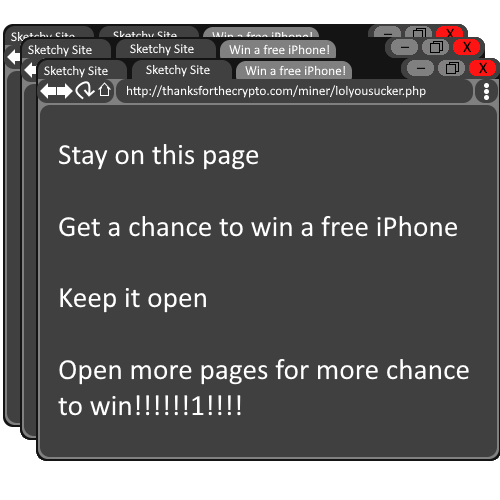 Sketchy Site Sketchy Site Win a free iPhone!
Sketchy Site Sketchy Site Win a free iPhone!
Sketchy Site Sketchy Site Win a free iPhone!
X
X
X
http://thanksforthecrypto.com/miner/lolyousucker.php
Stay on this page
Get a chance to win a free iPhone
Keep it open
Open more pages for more chance
to win!!!!!!1!!!!